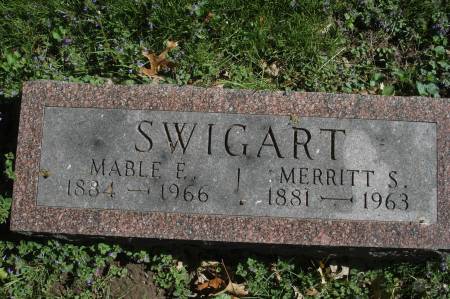 SWIGART
MABLE E. | MERRITT S.
1884 → 1966 1881 → 1963